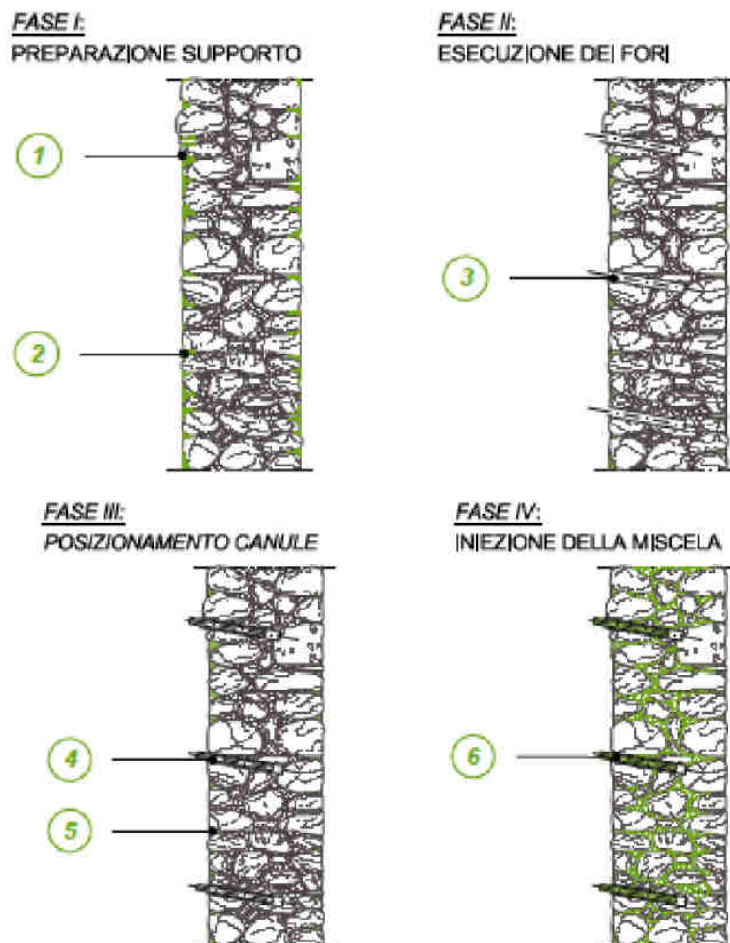 FASE I:
PREPARAZIONE SUPPORTO
1
2
FASE II:
ESECUZIONE DEI FORI
3
FASE III:
POSIZIONAMENTO CANULE
4
5
FASE IV:
INIEZIONE DELLA MISCELA
6